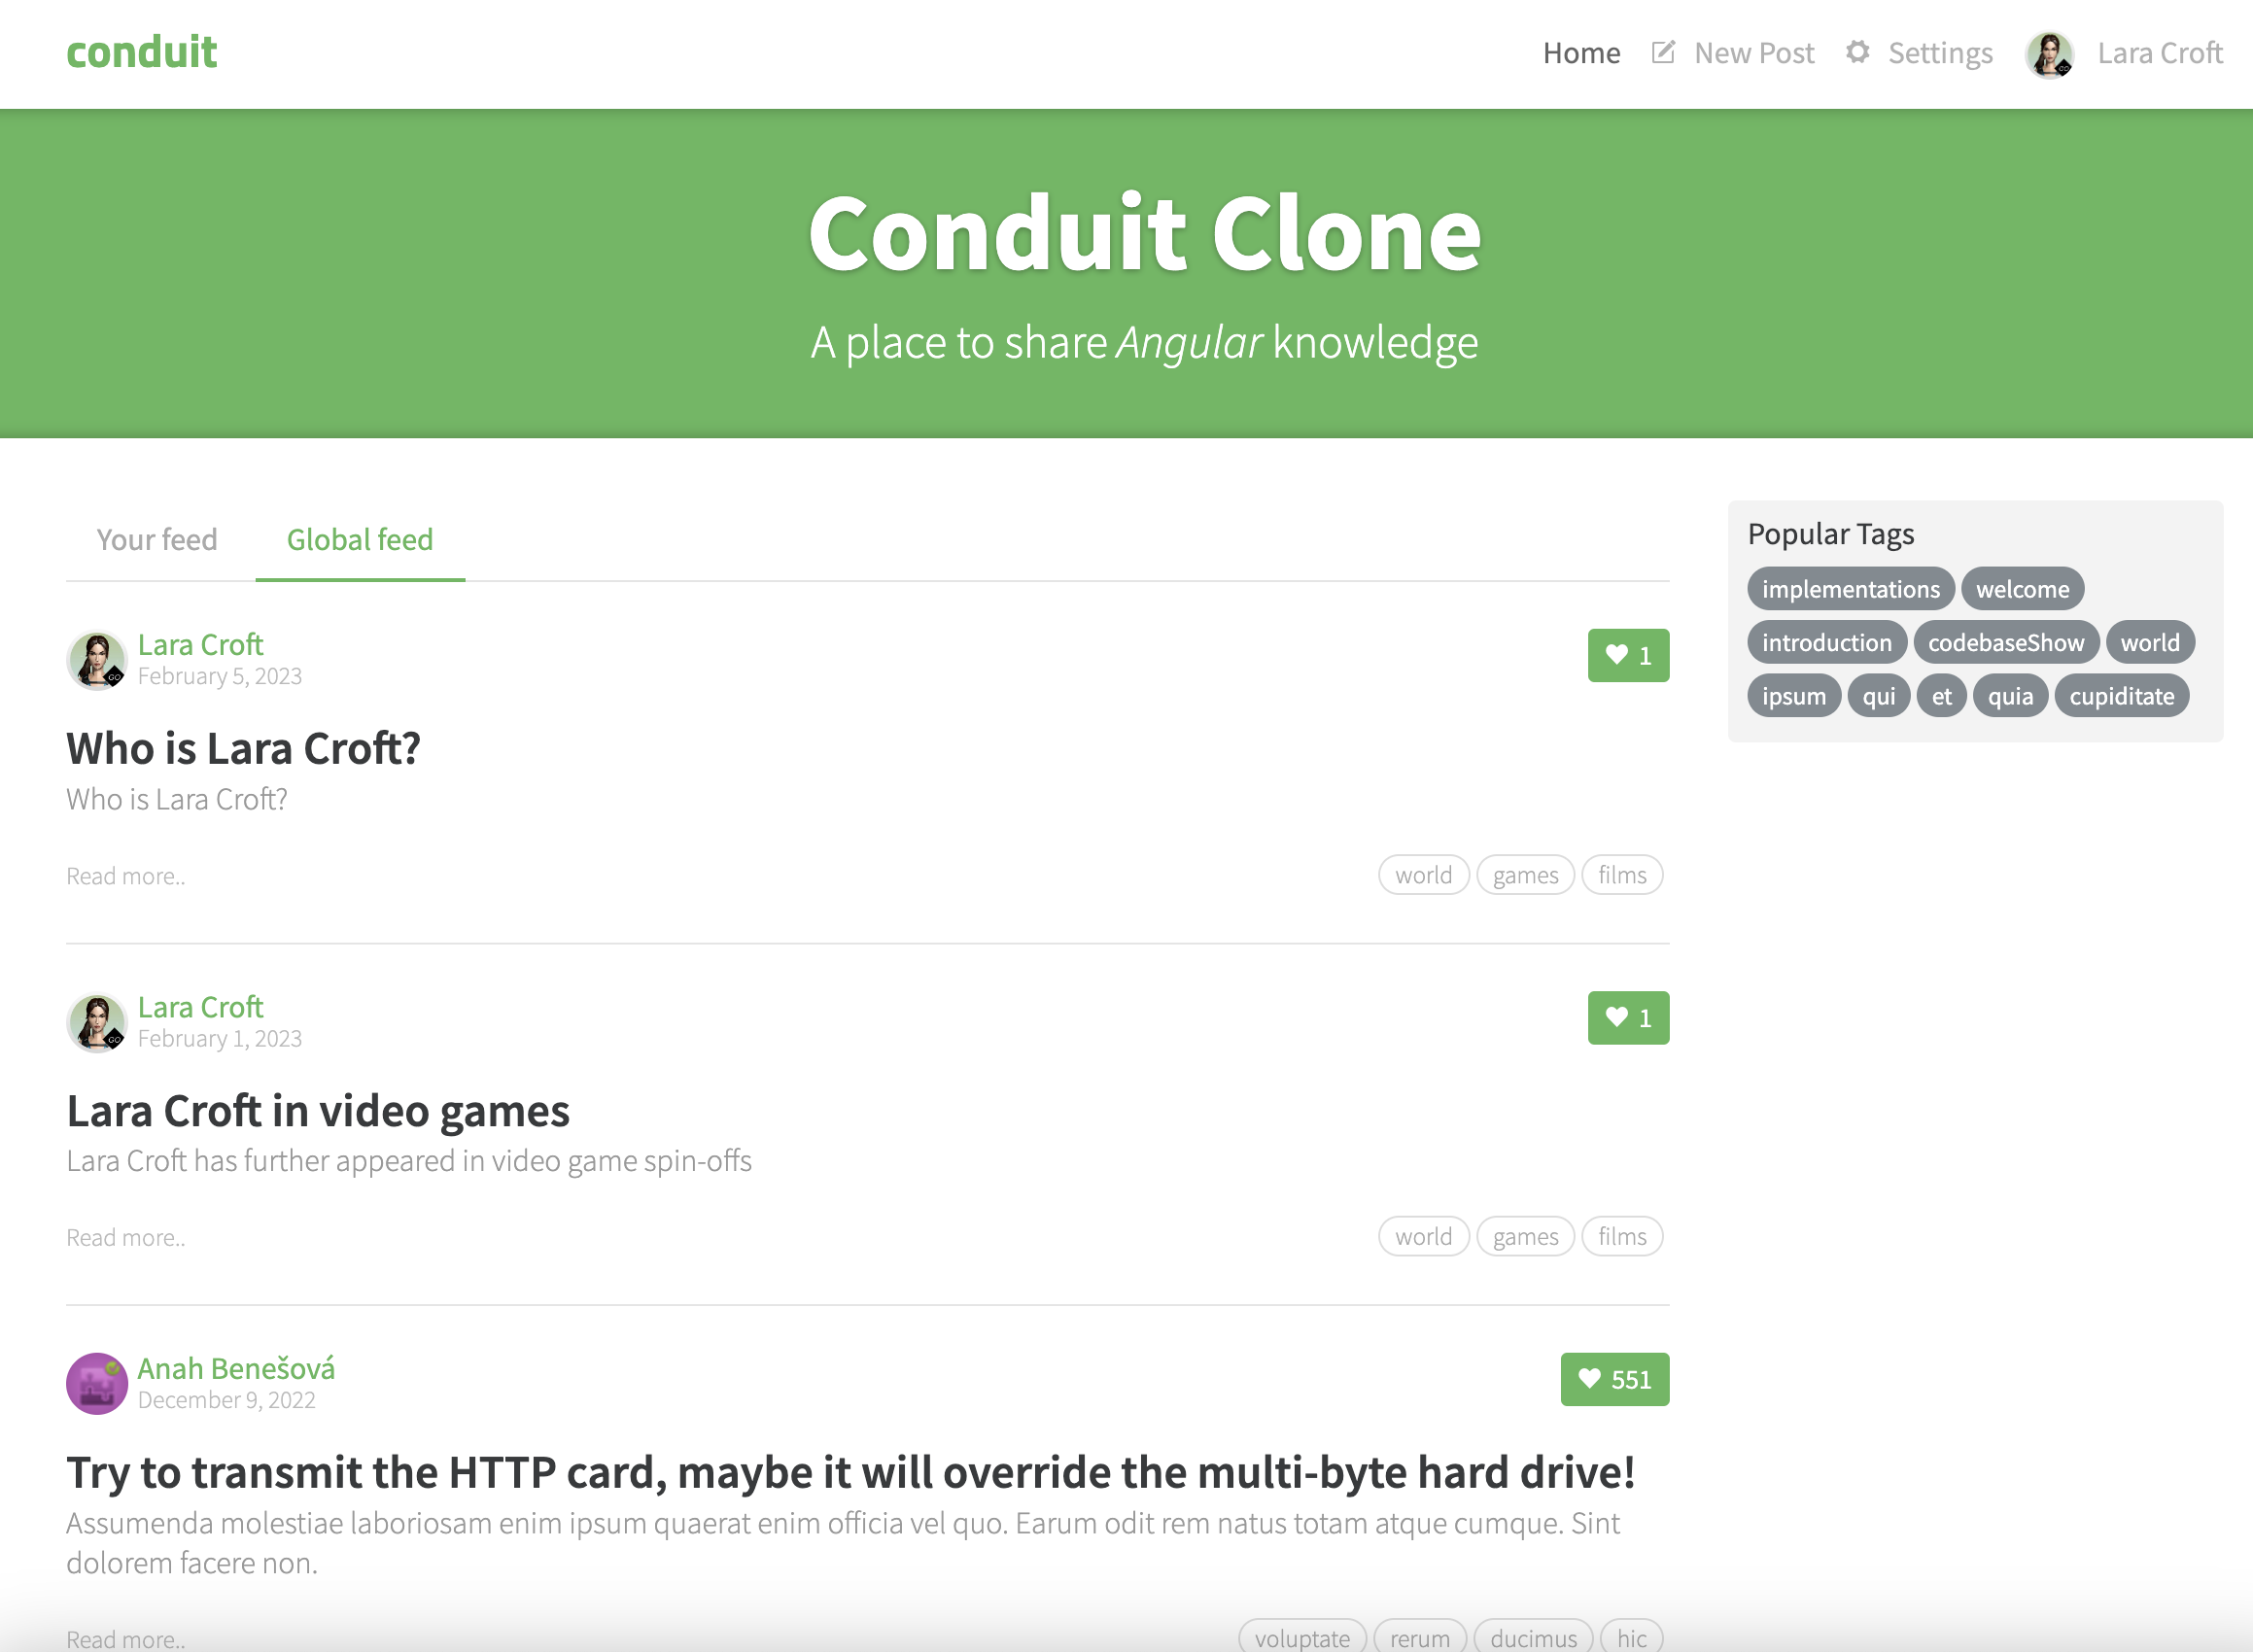 conduit
Home New Post Settings Lara Croft
Conduit Clone
A place to share Angular knowledge
Your feed Global feed
Lara Croft
February 5, 2023
1
Who is Lara Croft?
Who is Lara Croft?
Read more..
world games films
Lara Croft
February 1, 2023
1
Lara Croft in video games
Lara Croft has further appeared in video game spin-offs
Read more..
world games films
Anah Benešová
December 9, 2022
551
Try to transmit the HTTP card, maybe it will override the multi-byte hard drive!
Assumenda molestiae laboriosam enim ipsum quaerat enim officia vel quo. Earum odit rem natus totam atque cumque. Sint
dolorem facere non.
Read more..
voluptate rerum ducimus hic
Popular Tags
implementations welcome
introduction codebaseShow world
ipsum qui et quia cupiditate